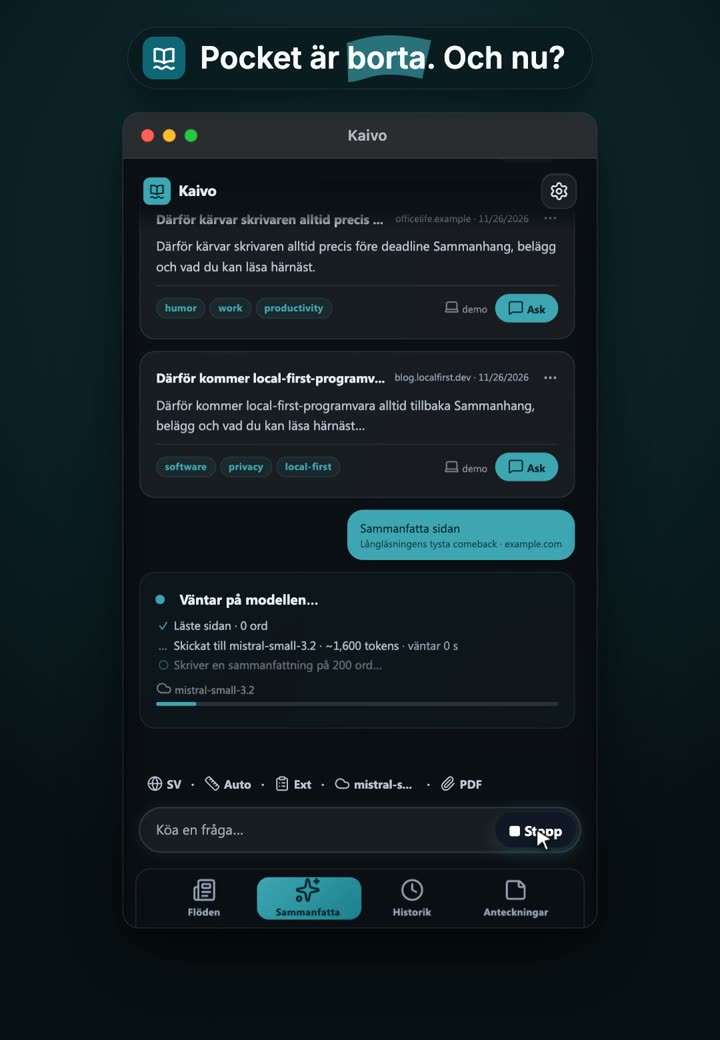 Pocket är borta. Och nu?
Kaivo
Kaivo
Därför kärvar skrivaren alltid precis ... officelife.example · 11/26/2026 ...
Därför kärvar skrivaren alltid precis före deadline Sammanhang, belägg
och vad du kan läsa härnäst.
humor work productivity demo Ask
Därför kommer local-first-programv... blog.localfirst.dev · 11/26/2026 ...
Därför kommer local-first-programvara alltid tillbaka Sammanhang,
belägg och vad du kan läsa härnäst...
software privacy local-first demo Ask
Sammanfatta sidan
Långläsningens tysta comeback · example.com
Väntar på modellen...
✓ Läste sidan · 0 ord
... Skickat till mistral-small-3.2 · ~1,600 tokens · väntar 0 s
Skriver en sammanfattning på 200 ord...
mistral-small-3.2
SV · Auto · Ext · mistral-s... · PDF
Köa en fråga... Stopp
Flöden Sammanfatta Historik Anteckningar